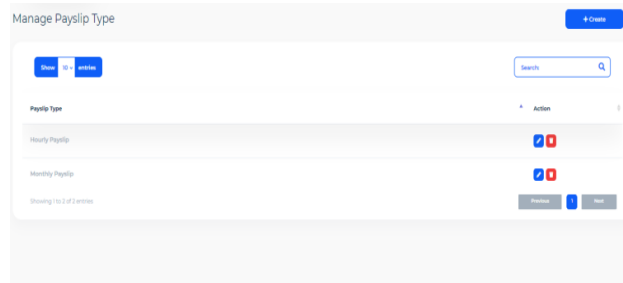 Manage Payslip Type
+Create
Show 10 entries
Search
Payslip Type Action
Hourly Payslip
Monthly Payslip
Showing 1 to 2 of 2 entries
Previous 1 Next